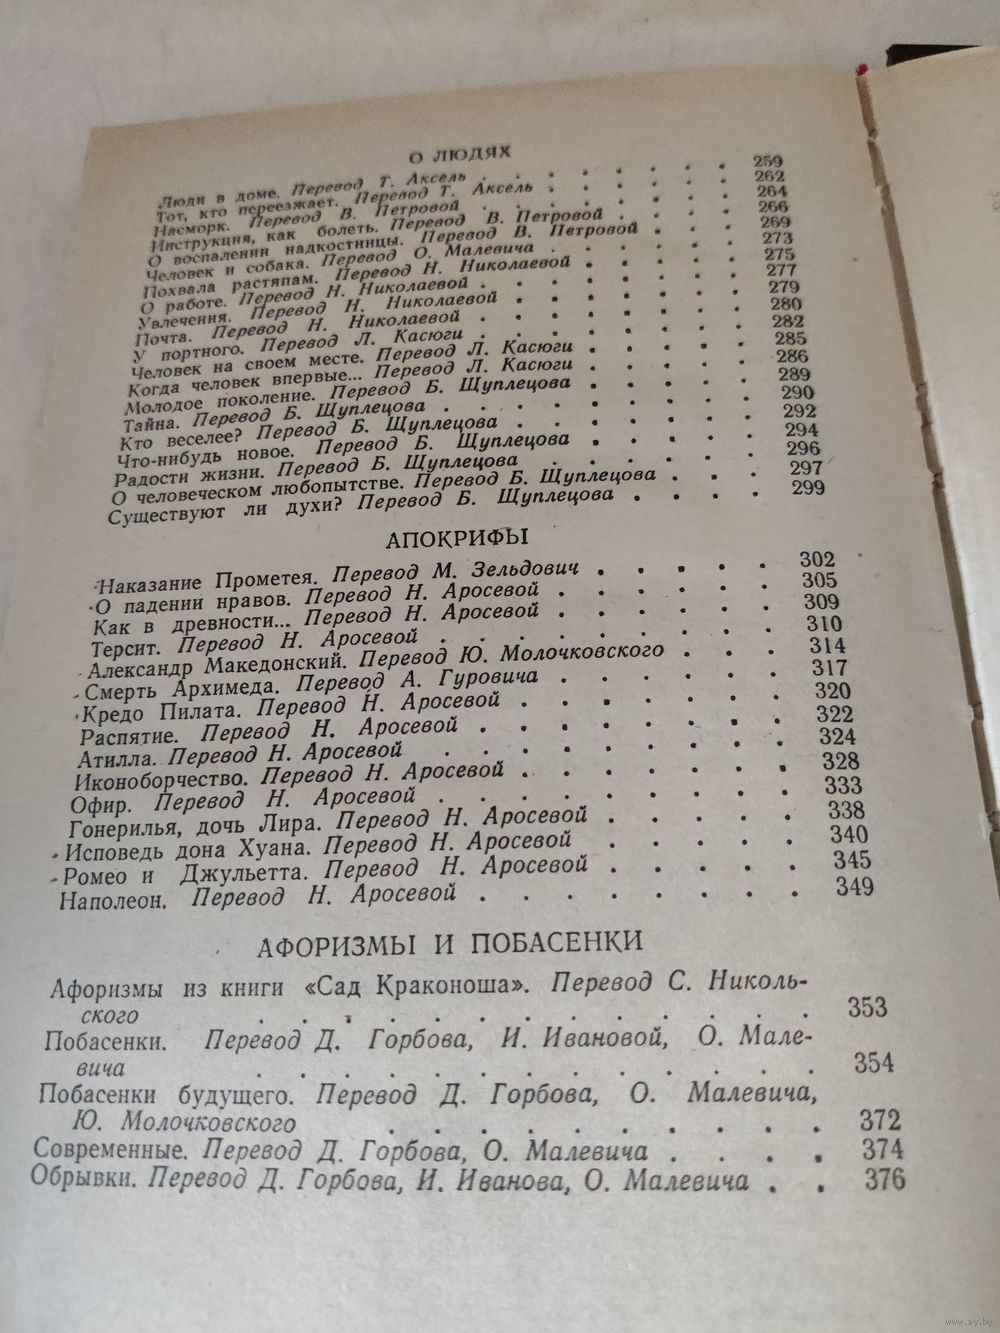 О ЛЮДЯХ
Люди в доме. Перевод Т. Аксель . . . . . . . 259
Тот, кто переезжает. Перевод Т. Аксель . . . . . 262
Насморк. Перевод В. Петровой . . . . . . . 264
Инструкция, как болеть. Перевод В. Петровой . . . . 266
О воспалении надкостницы. Перевод В. Петровой . . . 269
Человек и собака. Перевод О. Малевича . . . . . 273
Похвала растяпам. Перевод Н. Николаевой . . . . 275
О работе. Перевод Н. Николаевой . . . . . . . 277
Увлечения. Перевод Н. Николаевой . . . . . . 279
Почта. Перевод Н. Николаевой . . . . . . . 280
У портного. Перевод Л. Касюги . . . . . . . 282
Человек на своем месте. Перевод Л. Касюги . . . . 285
Когда человек впервые... Перевод Л. Касюги . . . . 286
Молодое поколение. Перевод Б. Щуплецова . . . . 289
Тайна. Перевод Б. Щуплецова . . . . . . . . 290
Кто веселее? Перевод Б. Щуплецова . . . . . . 292
Что-нибудь новое. Перевод Б. Щуплецова . . . . 294
Радости жизни. Перевод Б. Щуплецова . . . . . 296
О человеческом любопытстве. Перевод Б. Щуплецова . . . 297
Существуют ли духи? Перевод Б. Щуплецова . . . . 299
АПОКРИФЫ
Наказание Прометея. Перевод М. Зельдович . . . . . 302
О падении нравов. Перевод Н. Аросевой . . . . . . 305
Как в древности... Перевод Н. Аросевой . . . . . . 309
Терсит. Перевод Н. Аросевой . . . . . . . . . 310
Александр Македонский. Перевод Ю. Молочковского . . . 314
Смерть Архимеда. Перевод А. Гуровича . . . . . . 317
Кредо Пилата. Перевод Н. Аросевой . . . . . . . 320
Распятие. Перевод Н. Аросевой . . . . . . . . 322
Атилла. Перевод Н. Аросевой . . . . . . . . . 324
Иконоборчество. Перевод Н. Аросевой . . . . . . . 328
Офир. Перевод Н. Аросевой . . . . . . . . . 333
Гонерилья, дочь Лира. Перевод Н. Аросевой . . . . . 338
Исповедь дона Хуана. Перевод Н. Аросевой . . . . . 340
Ромео и Джульетта. Перевод Н. Аросевой . . . . . 345
Наполеон. Перевод Н. Аросевой . . . . . . . . 349
АФОРИЗМЫ И ПОБАСЕНКИ
Афоризмы из книги «Сад Краконоша». Перевод С. Николь-
ского . . . . . . . . . . . . . 353
Побасенки. Перевод Д. Горбова, И. Ивановой, О. Мале-
вича . . . . . . . . . . . . . 354
Побасенки будущего. Перевод Д. Горбова, О. Малевича,
Ю. Молочковского . . . . . . . . . 372
Современные. Перевод Д. Горбова, О. Малевича . . . . 374
Обрывки. Перевод Д. Горбова, И. Иванова, О. Малевича . . 376
www.ay.by